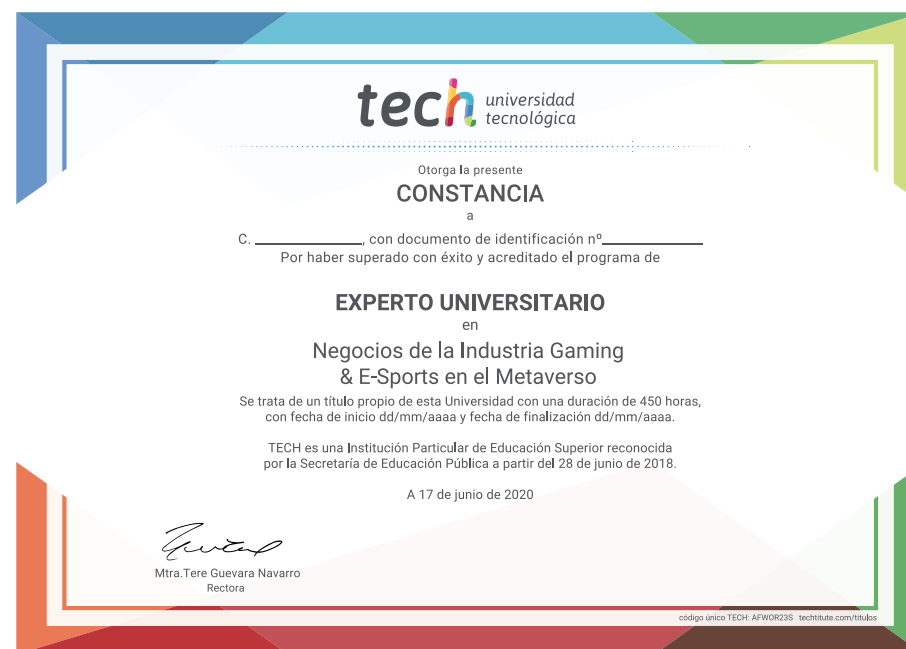 tech universidad
tecnológica
Otorga la presente
CONSTANCIA
a
C. ____________, con documento de identificación nº____________
Por haber superado con éxito y acreditado el programa de
EXPERTO UNIVERSITARIO
en
Negocios de la Industria Gaming
& E-Sports en el Metaverso
Se trata de un título propio de esta Universidad con una duración de 450 horas,
con fecha de inicio dd/mm/aaaa y fecha de finalización dd/mm/aaaa.
TECH es una Institución Particular de Educación Superior reconocida
por la Secretaría de Educación Pública a partir del 28 de junio de 2018.
A 17 de junio de 2020
Mtra.Tere Guevara Navarro
Rectora
código único TECH: AFWOR23S techtitute.com/titulos